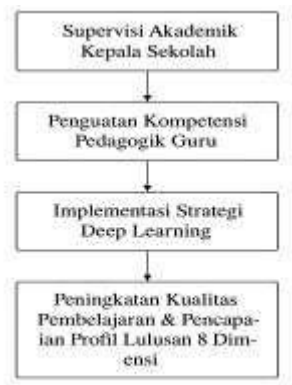 Supervisi Akademik
Kepala Sekolah
Penguatan Kompetensi
Pedagogik Guru
Implementasi Strategi
Deep Learning
Peningkatan Kualitas
Pembelajaran & Pencapa-
ian Profil Lulusan 8 Dim-
ensi